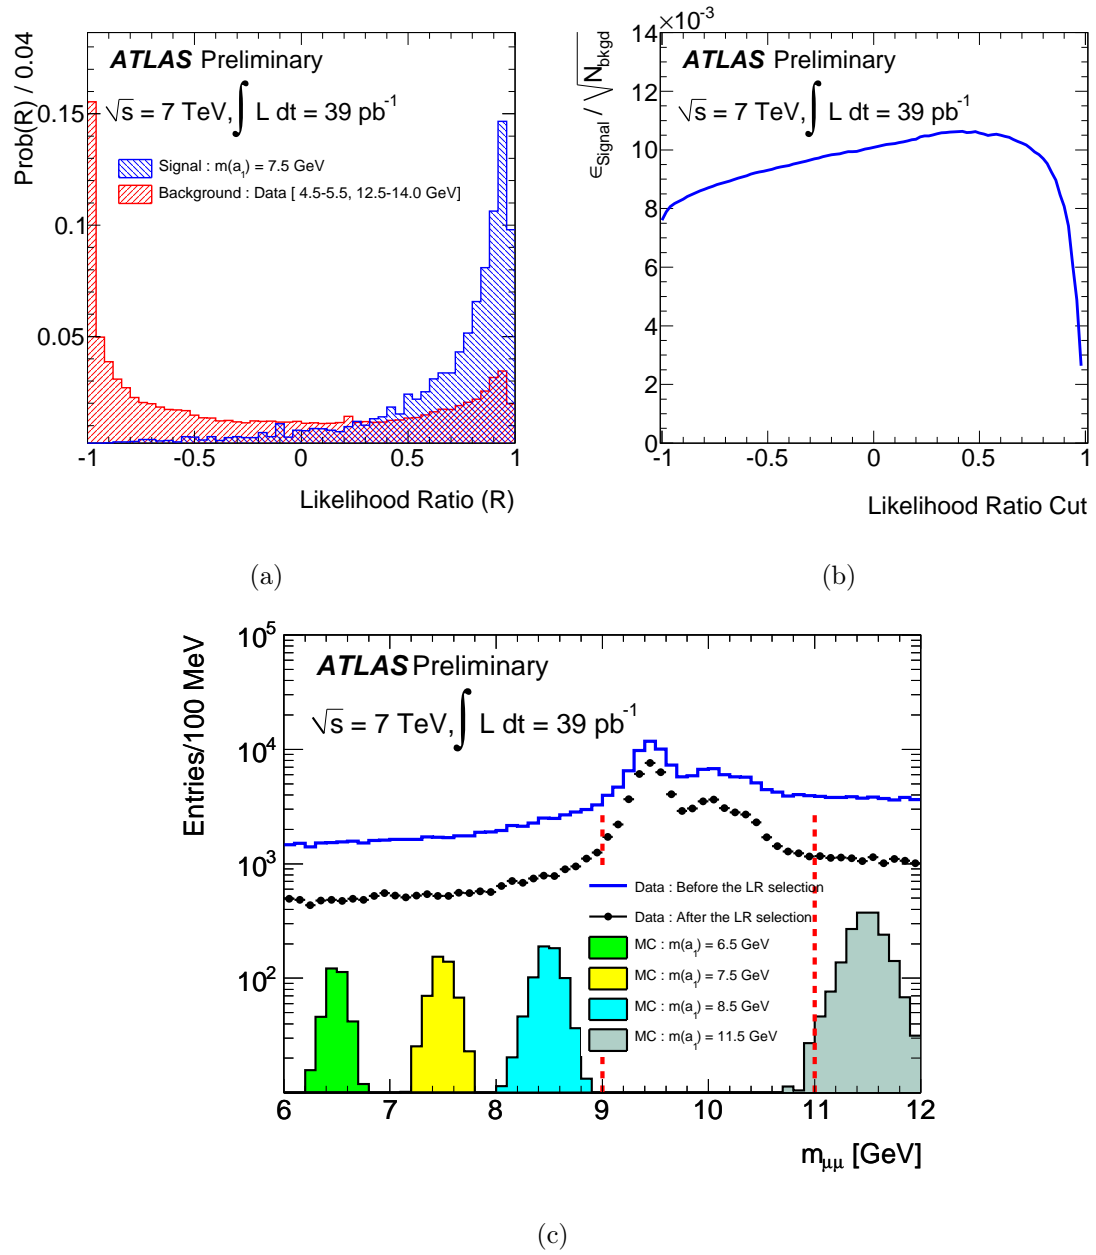 ATLAS Preliminary
√s = 7 TeV, ∫ L dt = 39 pb⁻¹
Signal : m(a₁) = 7.5 GeV
Background : Data [ 4.5-5.5, 12.5-14.0 GeV]
Prob(R) / 0.04
0.15
0.1
0.05
-1 -0.5 0 0.5 1
Likelihood Ratio (R)
(a)
×10⁻³
ATLAS Preliminary
√s = 7 TeV, ∫ L dt = 39 pb⁻¹
ϵSignal / √Nbkgd
14
12
10
8
6
4
2
0
-1 -0.5 0 0.5 1
Likelihood Ratio Cut
(b)
ATLAS Preliminary
√s = 7 TeV, ∫ L dt = 39 pb⁻¹
Entries/100 MeV
10⁵
10⁴
10³
10²
Data : Before the LR selection
Data : After the LR selection
MC : m(a₁) = 6.5 GeV
MC : m(a₁) = 7.5 GeV
MC : m(a₁) = 8.5 GeV
MC : m(a₁) = 11.5 GeV
6 7 8 9 10 11 12
mμμ [GeV]
(c)